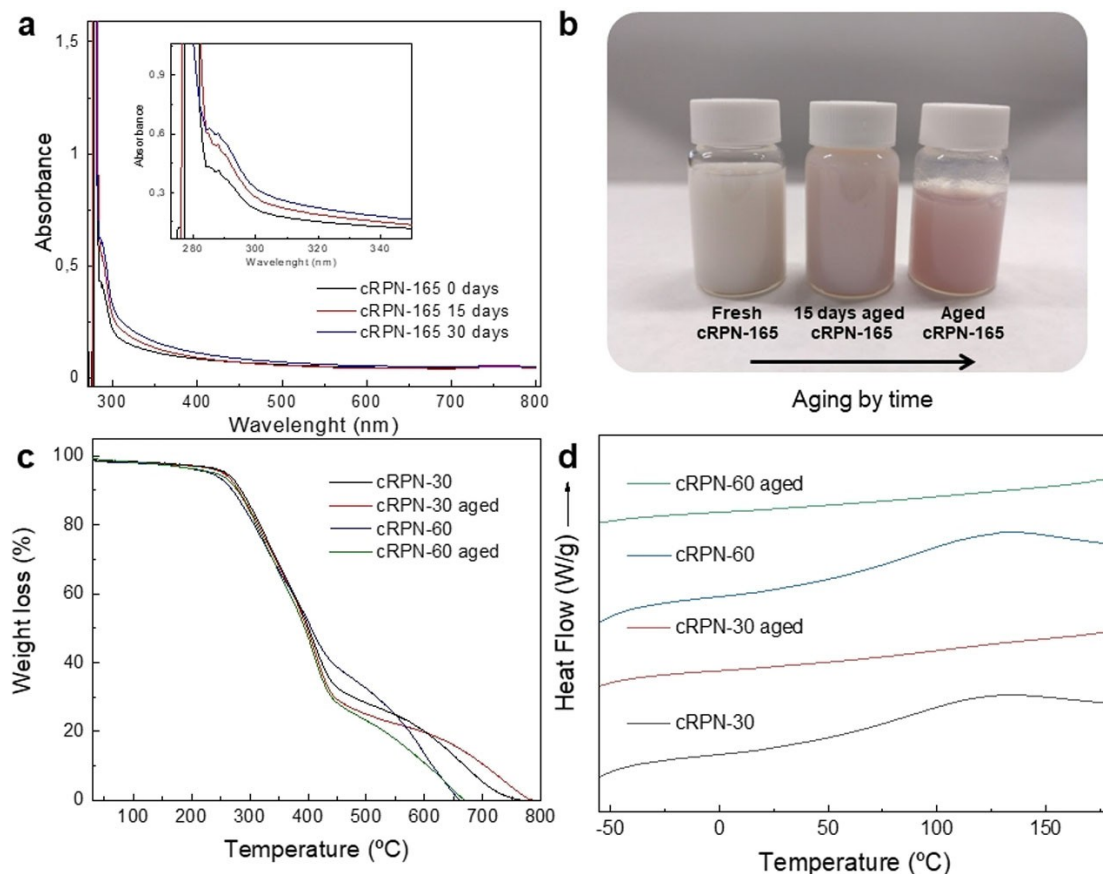 a
Absorbance
1,5
1
0,5
0
300
400
500
600
700
800
Wavelenght (nm)
Absorbance
0.9
0.6
0.3
280
300
320
340
Wavelenght (nm)
cRPN-165 0 days
cRPN-165 15 days
cRPN-165 30 days
b
Fresh
cRPN-165
15 days aged
cRPN-165
Aged
cRPN-165
Aging by time
c
Weight loss (%)
100
80
60
40
20
0
100
200
300
400
500
600
700
800
Temperature (ºC)
cRPN-30
cRPN-30 aged
cRPN-60
cRPN-60 aged
d
Heat Flow (W/g)
cRPN-60 aged
cRPN-60
cRPN-30 aged
cRPN-30
-50
0
50
100
150
Temperature (ºC)